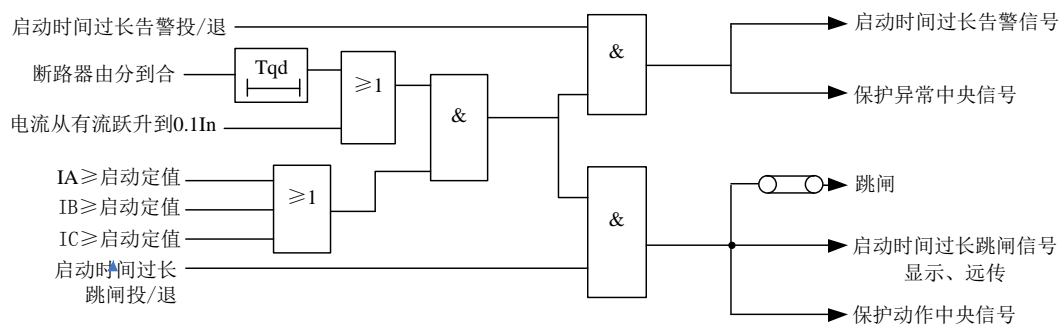 启动时间过长告警投/退
断路器由分到合
Tqd
≥1
电流从有流跃升到0.1In
&
&
启动时间过长告警信号
保护异常中央信号
IA≥启动定值
IB≥启动定值
IC≥启动定值
≥1
启动时间过长
跳闸投/退
&
跳闸
启动时间过长跳闸信号
显示、远传
保护动作中央信号